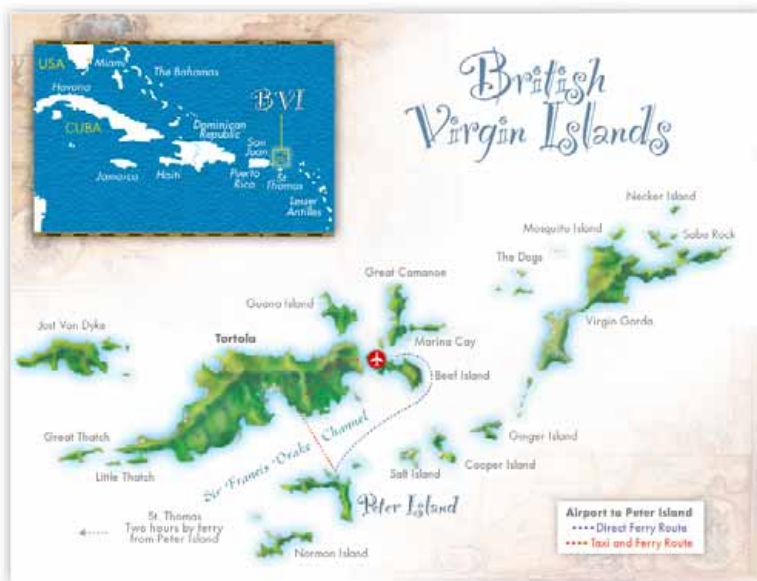 British
Virgin Islands
USA
Miami
The Bahamas
Havana
BVI
CUBA
Dominican
Republic
San
Juan
Jamaica
Haiti
Puerto
Rico
St.
Thomas
Lesser
Antilles
Necker Island
Mosquito Island
Saba Rock
The Dogs
Great Camanoe
Guana Island
Virgin Gorda
Jost Van Dyke
Tortola
Marina Cay
Beef Island
Sir Francis Drake Channel
Great Thatch
Little Thatch
Ginger Island
Cooper Island
Salt Island
Peter Island
St. Thomas
Two hours by ferry
from Peter Island
Norman Island
Airport to Peter Island
Direct Ferry Route
Taxi and Ferry Route